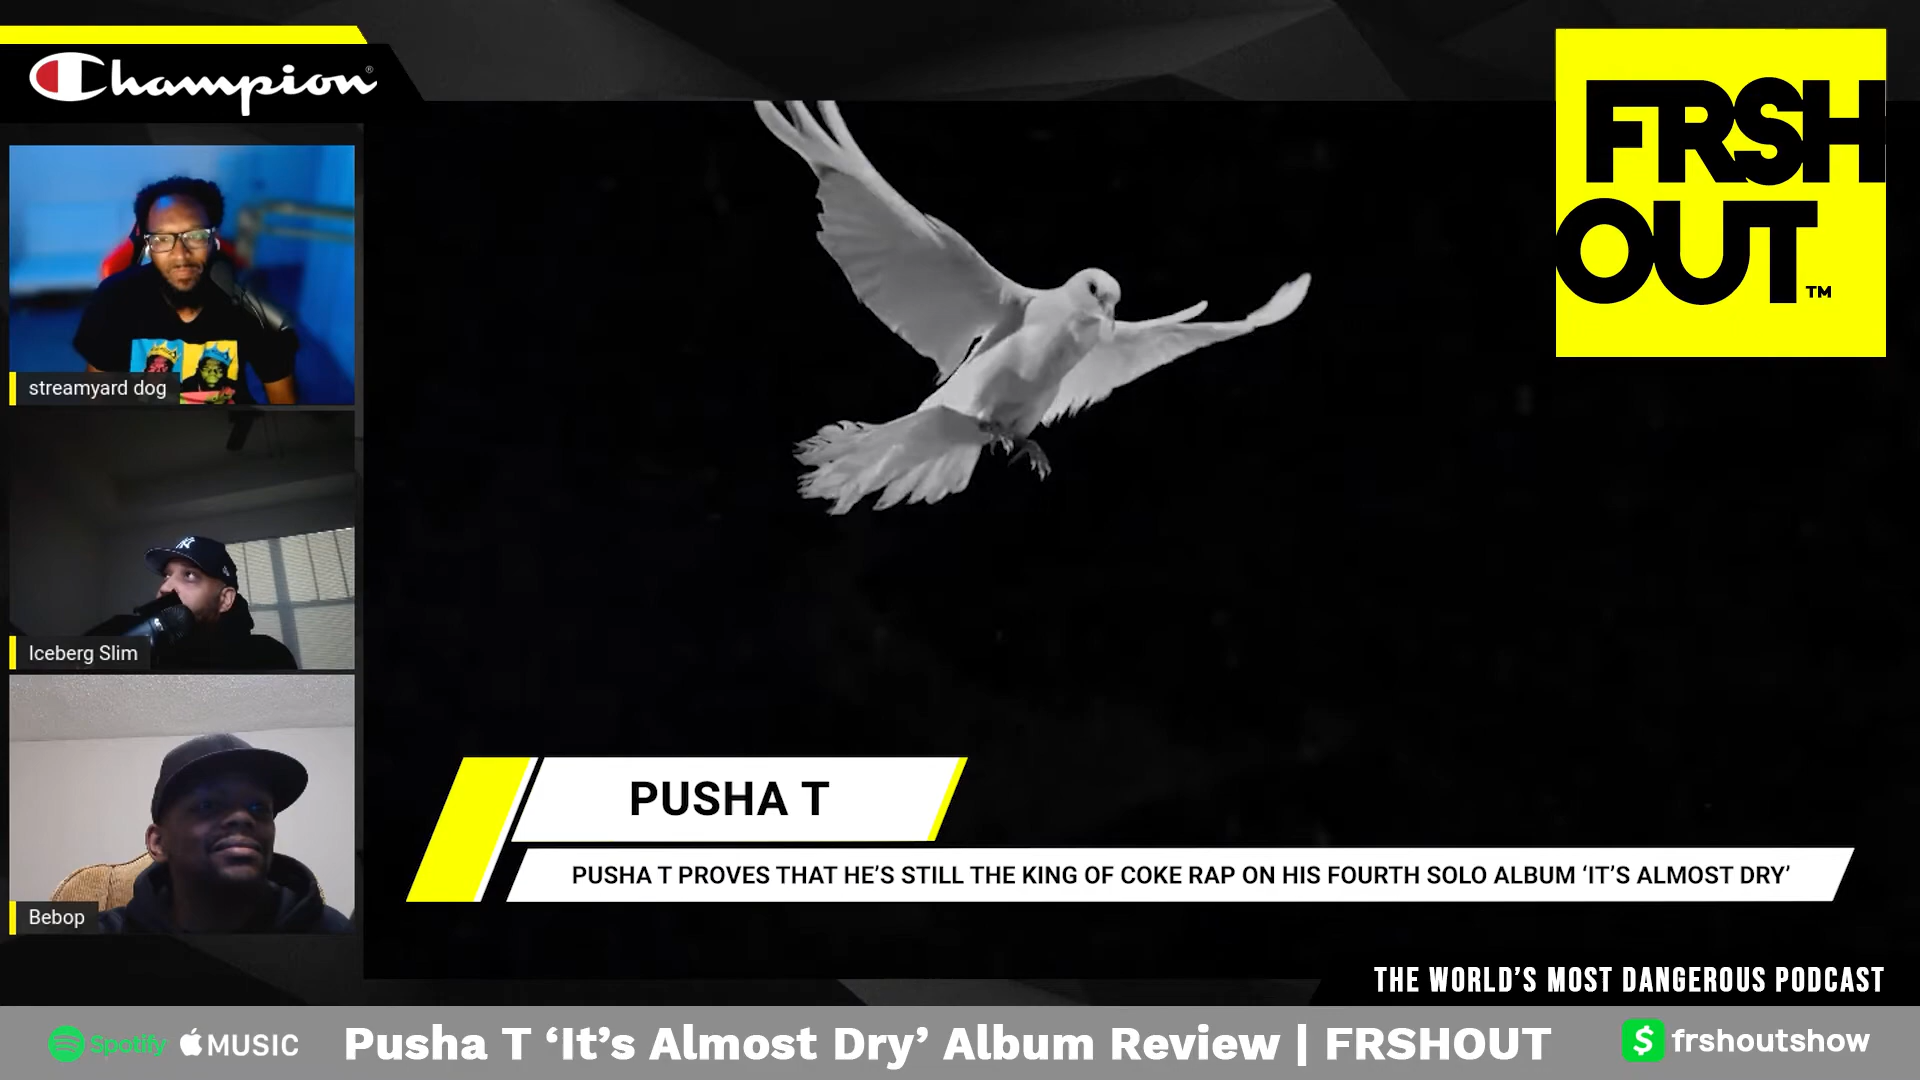 Champion®
FRSH
OUT™
streamyard dog
Iceberg Slim
Bebop
PUSHA T
PUSHA T PROVES THAT HE’S STILL THE KING OF COKE RAP ON HIS FOURTH SOLO ALBUM ‘IT’S ALMOST DRY’
THE WORLD’S MOST DANGEROUS PODCAST
Spotify MUSIC Pusha T ‘It’s Almost Dry’ Album Review | FRSHOUT $ frshoutshow